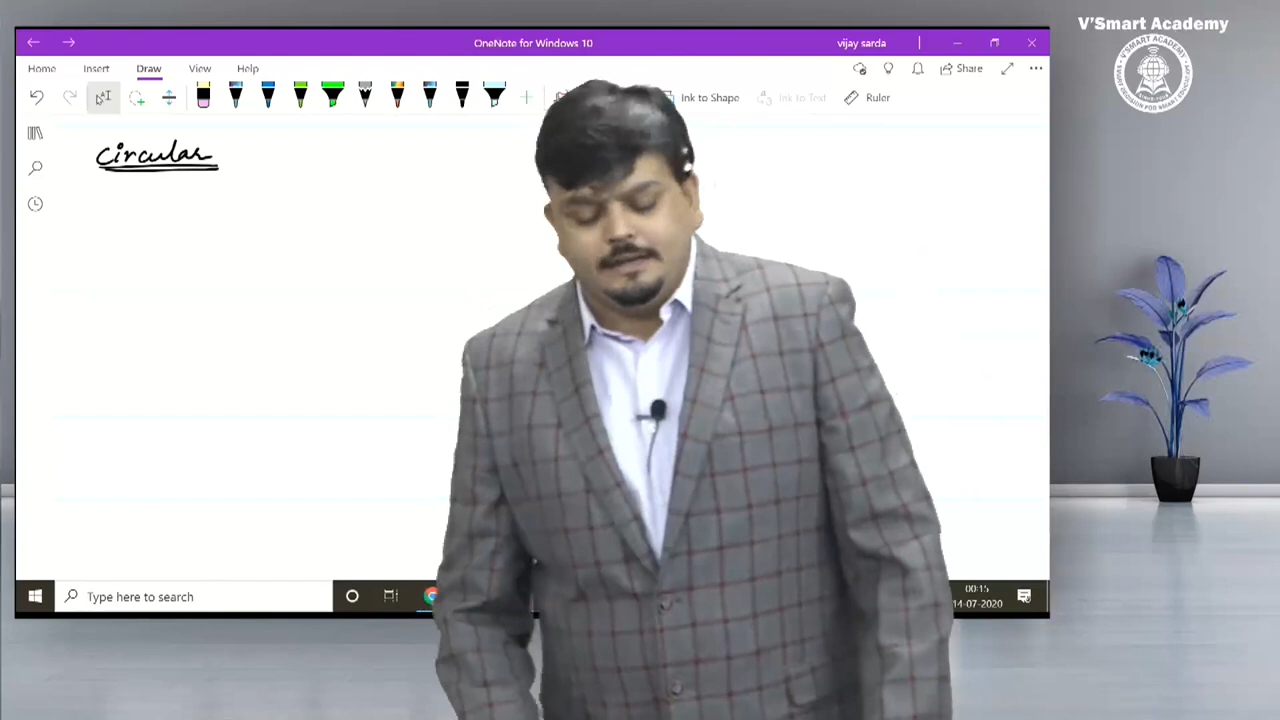 V'Smart Academy
OneNote for Windows 10
vijay sarda
Home Insert Draw View Help
Share
Ink to Shape
Ink to Text
Ruler
Circular
Type here to search
00:15
14-07-2020